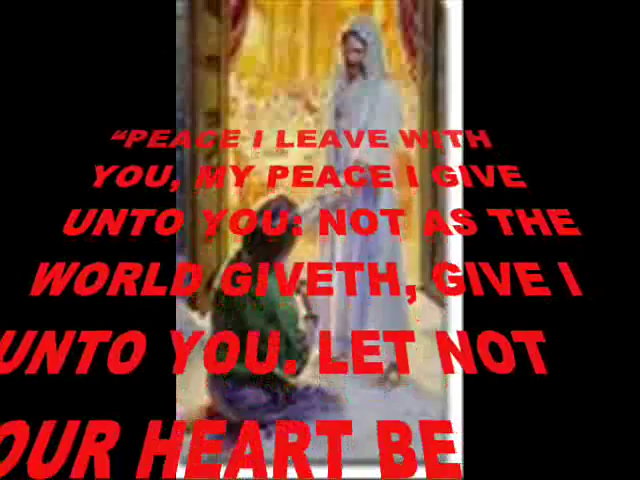 “PEACE I LEAVE WITH
YOU, MY PEACE I GIVE
UNTO YOU: NOT AS THE
WORLD GIVETH, GIVE I
UNTO YOU. LET NOT
OUR HEART BE